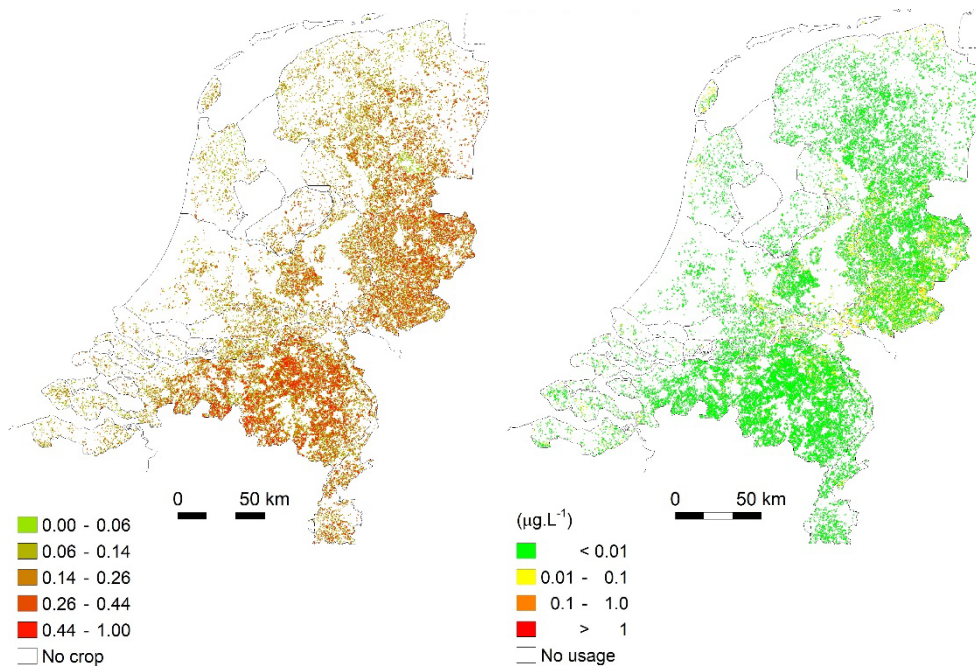 0 50 km
0.00 - 0.06
0.06 - 0.14
0.14 - 0.26
0.26 - 0.44
0.44 - 1.00
No crop
0 50 km
(µg.L⁻¹)
< 0.01
0.01 - 0.1
0.1 - 1.0
> 1
No usage